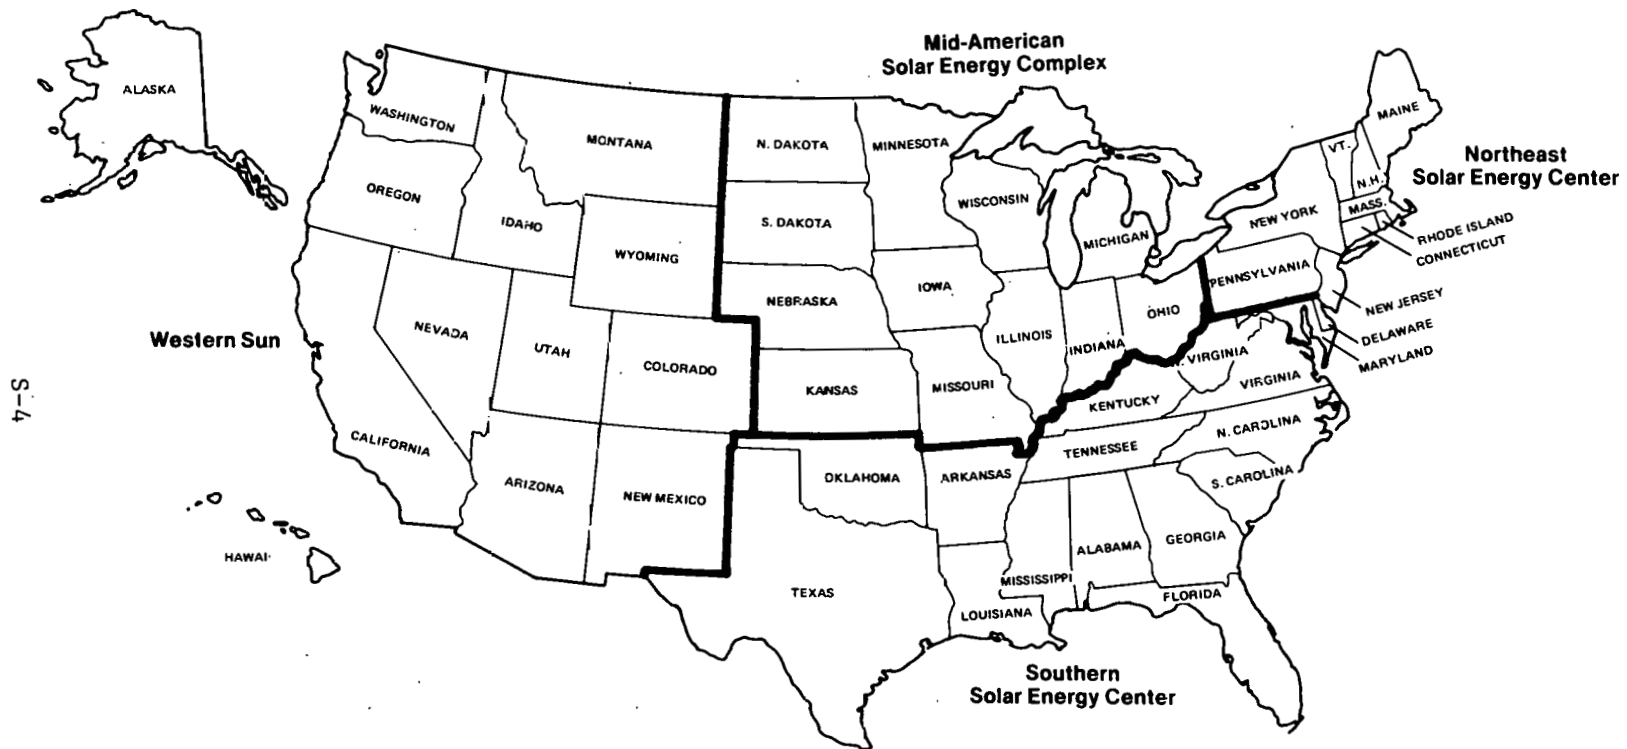 Mid-American
Solar Energy Complex
ALASKA
MAINE
WASHINGTON
MONTANA
N. DAKOTA
MINNESOTA
VT.
Northeast
Solar Energy Center
N.H.
OREGON
IDAHO
S. DAKOTA
WISCONSIN
NEW YORK
MASS.
RHODE ISLAND
CONNECTICUT
MICHIGAN
WYOMING
PENNSYLVANIA
IOWA
NEBRASKA
OHIO
NEW JERSEY
Western Sun
NEVADA
UTAH
COLORADO
ILLINOIS
INDIANA
DELAWARE
MARYLAND
VIRGINIA
VIRGINIA
KANSAS
MISSOURI
KENTUCKY
S-4
CALIFORNIA
N. CAROLINA
TENNESSEE
ARIZONA
NEW MEXICO
OKLAHOMA
ARKANSAS
S. CAROLINA
HAWAI
ALABAMA
GEORGIA
TEXAS
MISSISSIPPI
FLORIDA
LOUISIANA
Southern
Solar Energy Center